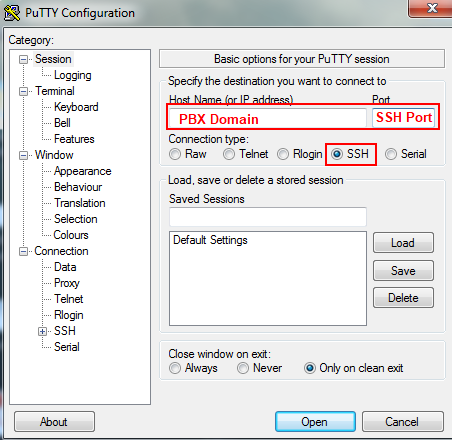 PuTTY Configuration
Category:
Session
Logging
Terminal
Keyboard
Bell
Features
Window
Appearance
Behaviour
Translation
Selection
Colours
Connection
Data
Proxy
Telnet
Rlogin
SSH
Serial
Basic options for your PuTTY session
Specify the destination you want to connect to
Host Name (or IP address) Port
PBX Domain SSH Port
Connection type:
Raw Telnet Rlogin SSH Serial
Load, save or delete a stored session
Saved Sessions
Default Settings
Load
Save
Delete
Close window on exit:
Always Never Only on clean exit
About Open Cancel